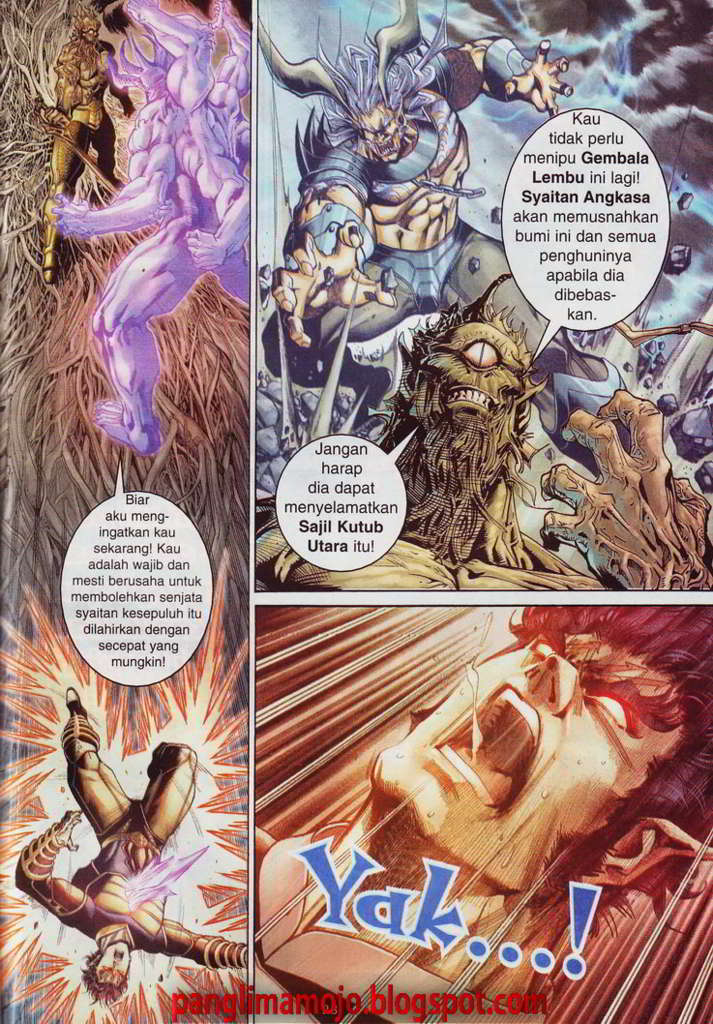 Kau
tidak perlu
menipu Gembala
Lembu ini lagi!
Syaitan Angkasa
akan memusnahkan
bumi ini dan semua
penghuninya
apabila dia
dibebas-
kan.
Jangan
harap
dia dapat
menyelamatkan
Sajil Kutub
Utara itu!
Biar
aku meng-
ingatkan kau
sekarang! Kau
adalah wajib dan
mesti berusaha untuk
membolehkan senjata
syaitan kesepuluh itu
dilahirkan dengan
secepat yang
mungkin!
Yak...!
panglimamojo.blogspot.com